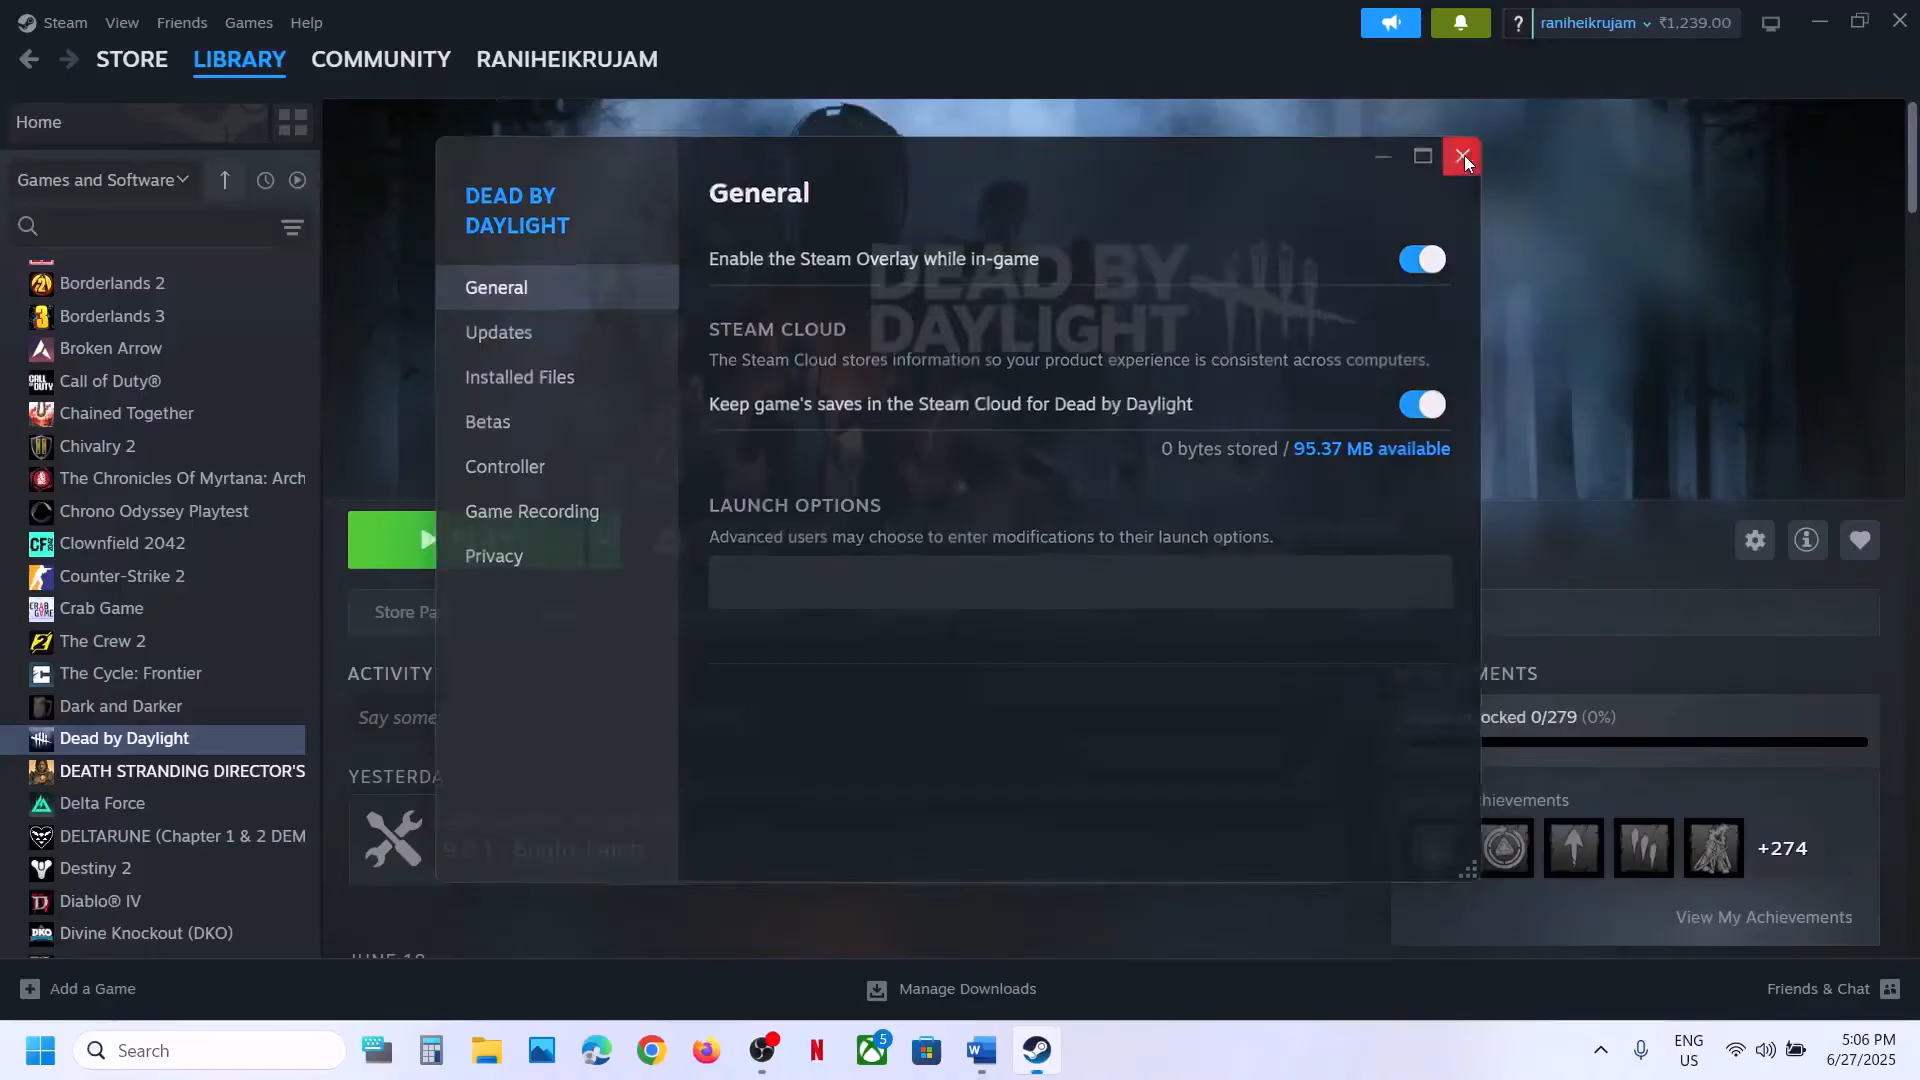 Steam View Friends Games Help
raniheikrujam ₹1,239.00
STORE LIBRARY COMMUNITY RANIHEIKRUJAM
Home
Games and Software
Borderlands 2
Borderlands 3
Broken Arrow
Call of Duty®
Chained Together
Chivalry 2
The Chronicles Of Myrtana: Arch
Chrono Odyssey Playtest
Clownfield 2042
Counter-Strike 2
Crab Game
The Crew 2
The Cycle: Frontier
Dark and Darker
Dead by Daylight
DEATH STRANDING DIRECTOR'S
Delta Force
DELTARUNE (Chapter 1 & 2 DEM
Destiny 2
Diablo® IV
Divine Knockout (DKO)
DEAD BY
DAYLIGHT
General
Updates
Installed Files
Betas
Controller
Game Recording
Privacy
General
Enable the Steam Overlay while in-game
DEAD BY
DAYLIGHT
STEAM CLOUD
The Steam Cloud stores information so your product experience is consistent across computers.
Keep game's saves in the Steam Cloud for Dead by Daylight
0 bytes stored / 95.37 MB available
LAUNCH OPTIONS
Advanced users may choose to enter modifications to their launch options.
Store Pa
ACTIVITY
Say some
YESTERDA
MENTS
ocked 0/279 (0%)
hievements
+274
View My Achievements
Add a Game
Manage Downloads
Friends & Chat
Search
5
ENG
US
5:06 PM
6/27/2025